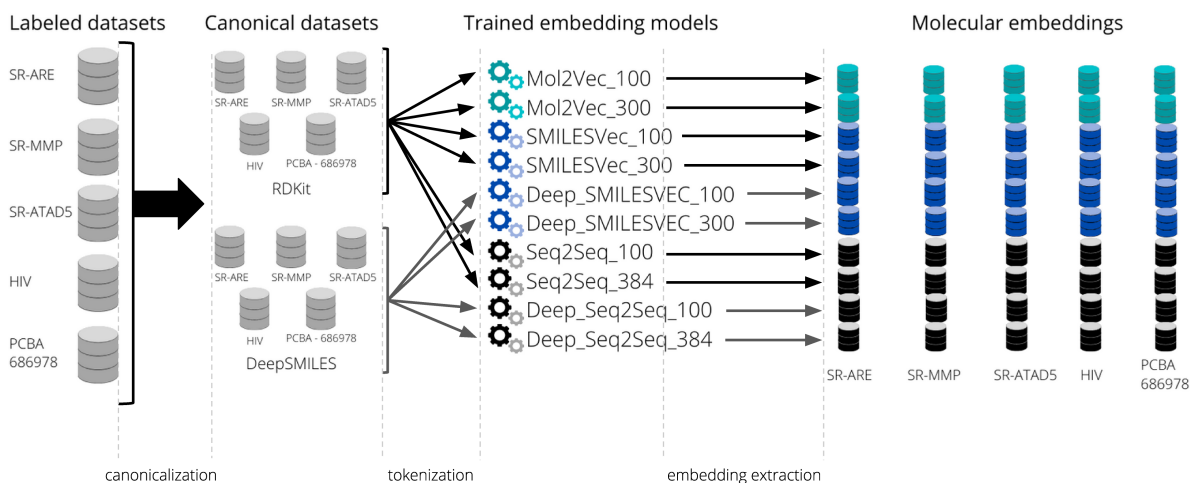 Labeled datasets
SR-ARE
SR-MMP
SR-ATAD5
HIV
PCBA
686978
canonicalization
Canonical datasets
SR-ARE
SR-MMP
SR-ATAD5
HIV
PCBA - 686978
RDKit
SR-ARE
SR-MMP
SR-ATAD5
HIV
PCBA - 686978
DeepSMILES
tokenization
Trained embedding models
Mol2Vec_100
Mol2Vec_300
SMILESVec_100
SMILESVec_300
Deep_SMILESVEC_100
Deep_SMILESVEC_300
Seq2Seq_100
Seq2Seq_384
Deep_Seq2Seq_100
Deep_Seq2Seq_384
embedding extraction
Molecular embeddings
SR-ARE
SR-MMP
SR-ATAD5
HIV
PCBA
686978